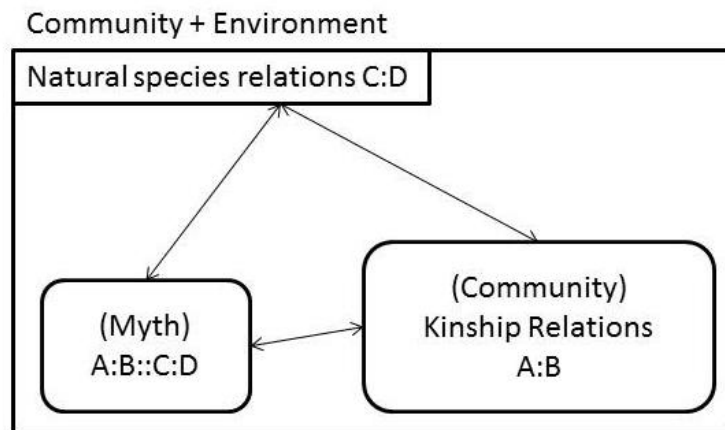 Community + Environment
Natural species relations C:D
(Myth)
A:B::C:D
(Community)
Kinship Relations
A:B